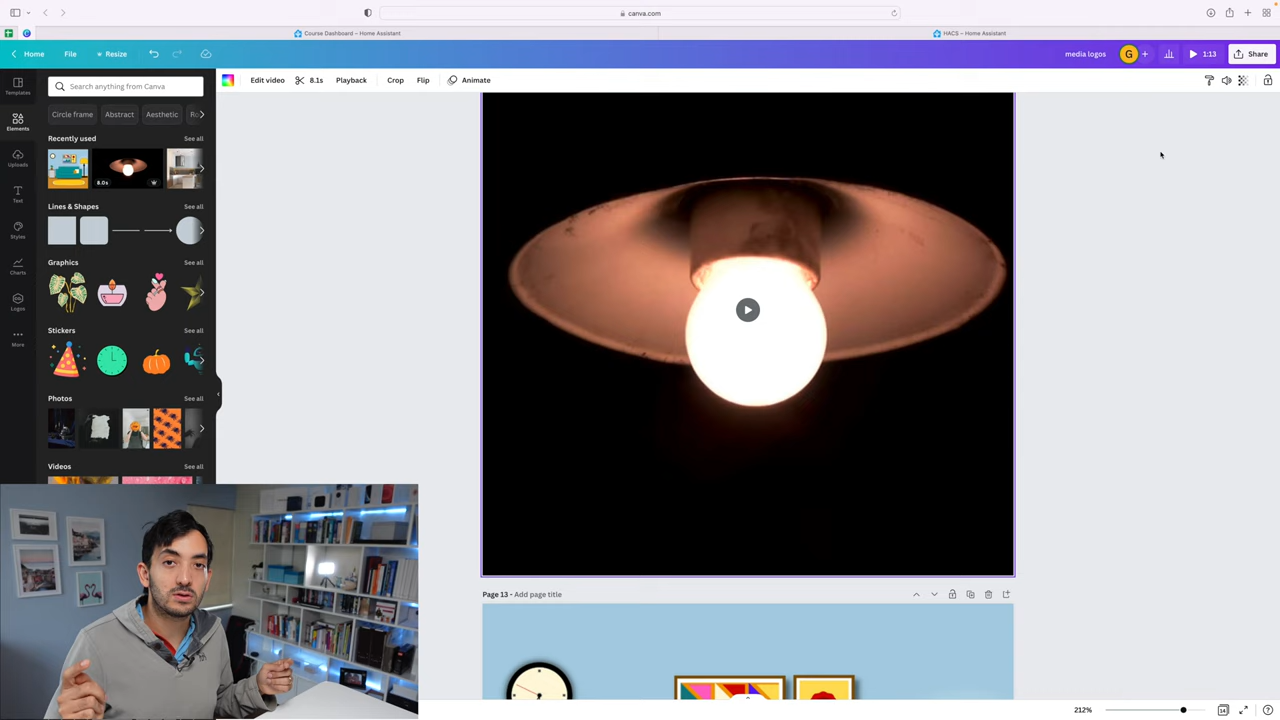 canva.com
Course Dashboard – Home Assistant
HACS – Home Assistant
Home
File
Resize
media logos
G
1:13
Share
Templates
Elements
Uploads
Text
Styles
Charts
Logos
More
Search anything from Canva
Circle frame
Abstract
Aesthetic
Recently used
See all
8.0s
Lines & Shapes
See all
Graphics
See all
Stickers
See all
Photos
See all
Videos
See all
Edit video
8.1s
Playback
Crop
Flip
Animate
Page 13 - Add page title
212%
14